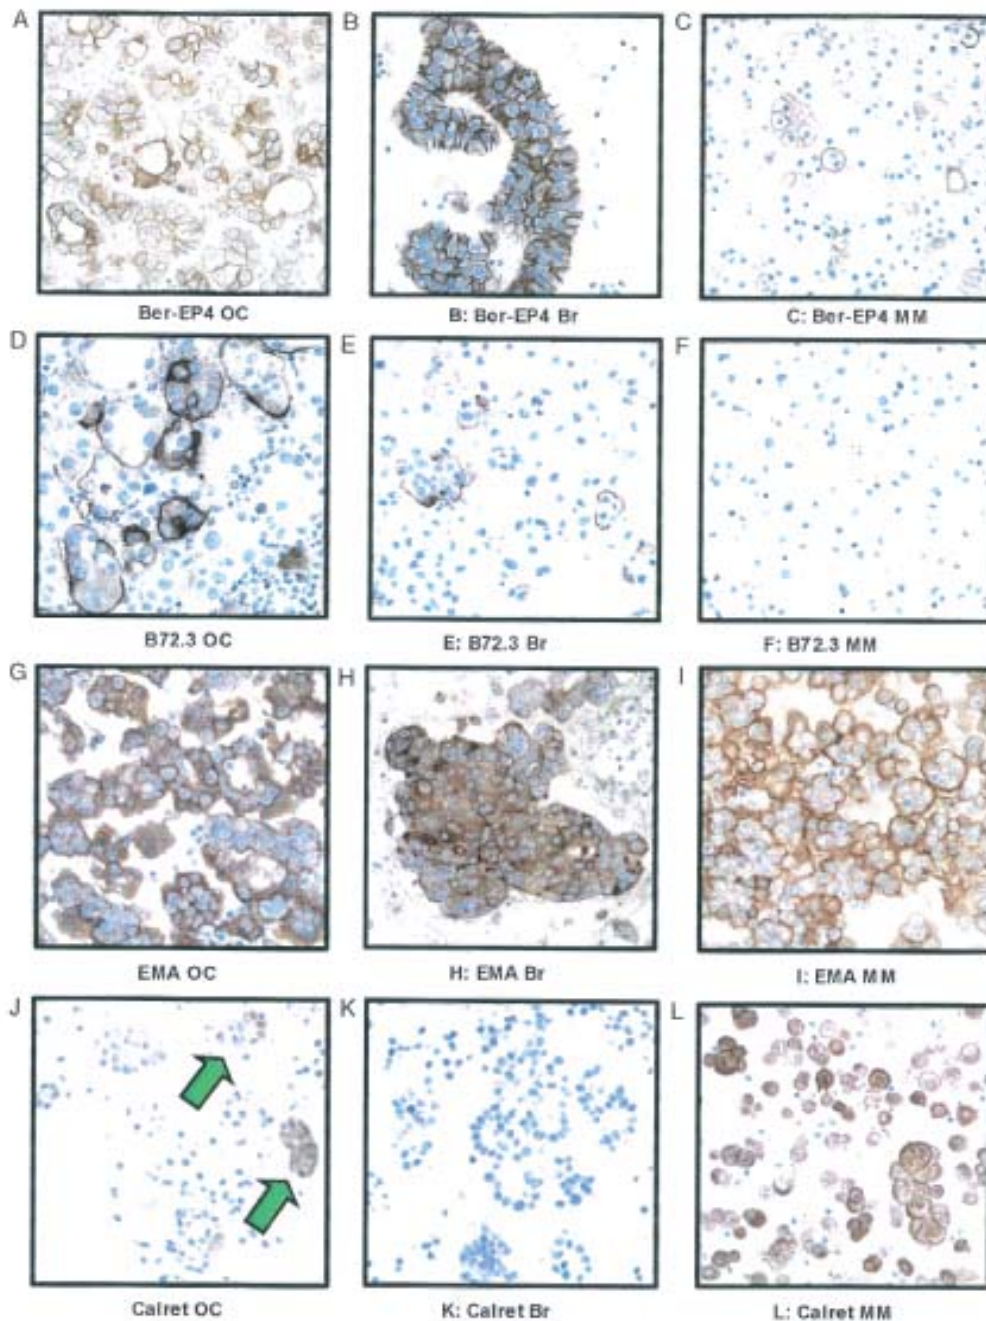 A B C
Ber-EP4 OC B: Ber-EP4 Br C: Ber-EP4 MM
D E F
B72.3 OC E: B72.3 Br F: B72.3 MM
G H I
EMA OC H: EMA Br I: EMA MM
J K L
Calret OC K: Calret Br L: Calret MM